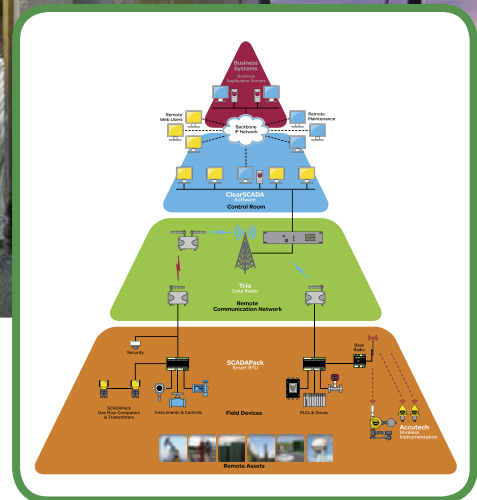 Business
Systems
Business
Application Servers
Remote
Web Users
Backbone
IP Network
Remote
Maintenance
ClearSCADA
Software
Control Room
Trio
Data Radio
Remote
Communication Network
Security
SCADAPack
Smart RTU
Base
Radio
SCADAPack
Gas Flow Computers
& Transmitters
Instruments & Controls
Field Devices
PLCs & Drives
Accutech
Wireless
Instrumentation
Remote Assets